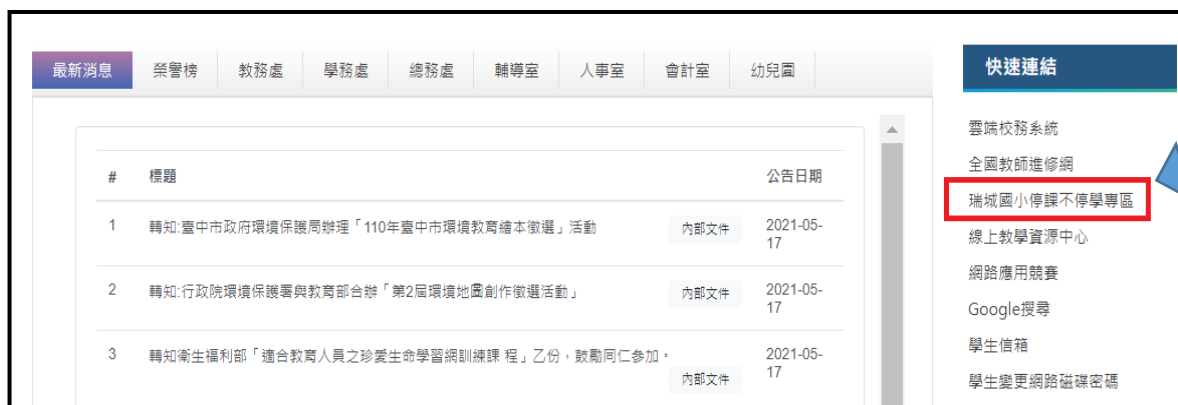 最新消息 榮譽榜 教務處 學務處 總務處 輔導室 人事室 會計室 幼兒園
# 標題 公告日期
1 轉知:臺中市政府環境保護局辦理「110年臺中市環境教育繪本徵選」活動 內部文件 2021-05-
17
2 轉知:行政院環境保護署與教育部合辦「第2屆環境地圖創作徵選活動」 內部文件 2021-05-
17
3 轉知衛生福利部「適合教育人員之珍愛生命學習網訓練課 程」乙份，鼓勵同仁參加。 2021-05-
內部文件 17
快速連結
雲端校務系統
全國教師進修網
瑞城國小停課不停學專區
線上教學資源中心
網路應用競賽
Google搜尋
學生信箱
學生變更網路磁碟密碼